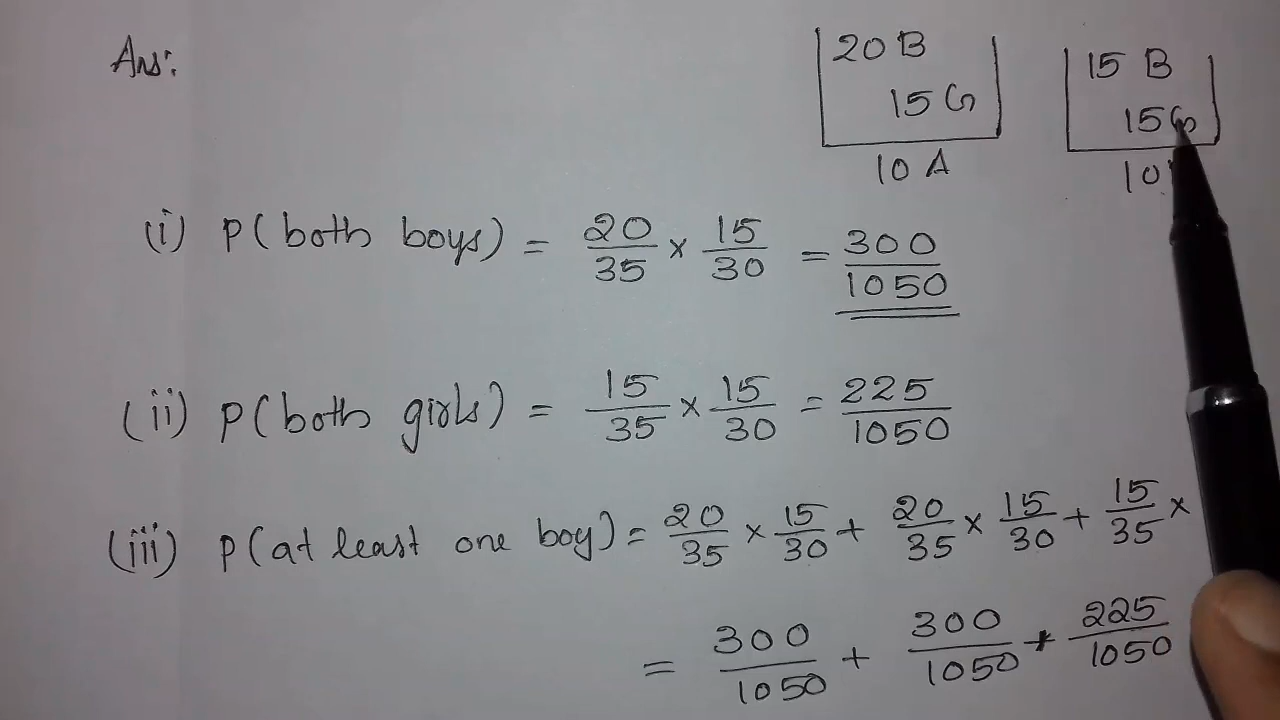 Ans:
20 B
15 G
10 A
15 B
15 G
10
(i) P(both boys) = 20/35 × 15/30 = 300/1050
(ii) P(both girls) = 15/35 × 15/30 = 225/1050
(iii) P(at least one boy) = 20/35 × 15/30 + 20/35 × 15/30 + 15/35 ×
= 300/1050 + 300/1050 + 225/1050